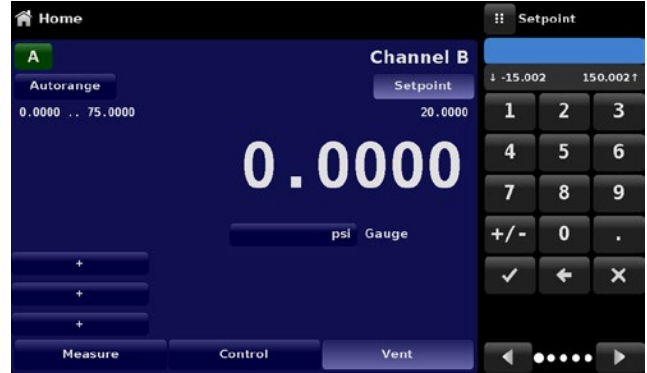 Home
Setpoint
A
Channel B
Autorange
Setpoint
0.0000 .. 75.0000
20.0000
0.0000
psi Gauge
+
+
+
Measure Control Vent
↓ -15.002 150.002↑
1 2 3
4 5 6
7 8 9
+/- 0 .